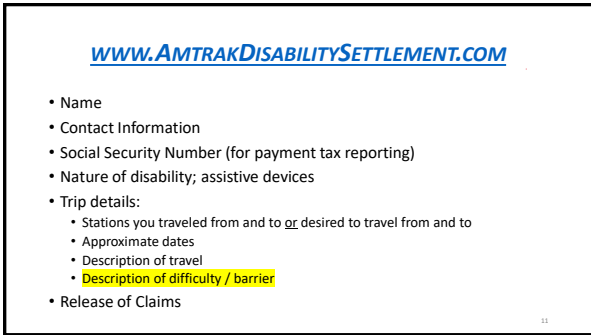 www.AmtrakDisabilitySettlement.com
• Name
• Contact Information
• Social Security Number (for payment tax reporting)
• Nature of disability; assistive devices
• Trip details:
• Stations you traveled from and to or desired to travel from and to
• Approximate dates
• Description of travel
• Description of difficulty / barrier
• Release of Claims
11